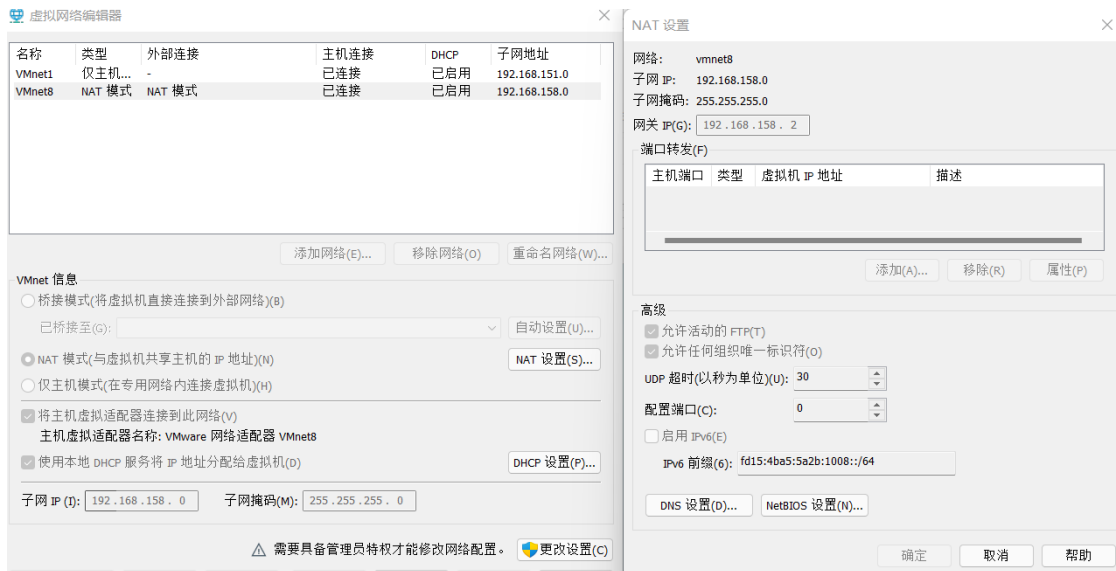 虚拟网络编辑器
名称 类型 外部连接 主机连接 DHCP 子网地址
VMnet1 仅主机... - 已连接 已启用 192.168.151.0
VMnet8 NAT 模式 NAT 模式 已连接 已启用 192.168.158.0
添加网络(E)... 移除网络(O) 重命名网络(W)...
VMnet 信息
桥接模式(将虚拟机直接连接到外部网络)(B)
已桥接至(G): 自动设置(U)...
NAT 模式(与虚拟机共享主机的 IP 地址)(N) NAT 设置(S)...
仅主机模式(在专用网络内连接虚拟机)(H)
将主机虚拟适配器连接到此网络(V)
主机虚拟适配器名称: VMware 网络适配器 VMnet8
使用本地 DHCP 服务将 IP 地址分配给虚拟机(D) DHCP 设置(P)...
子网 IP (I): 192.168.158. 0 子网掩码(M): 255.255.255. 0
需要具备管理员特权才能修改网络配置。 更改设置(C)
NAT 设置
网络: vmnet8
子网 IP: 192.168.158.0
子网掩码: 255.255.255.0
网关 IP(G): 192.168.158. 2
端口转发(F)
主机端口 类型 虚拟机 IP 地址 描述
添加(A)... 移除(R) 属性(P)
高级
允许活动的 FTP(T)
允许任何组织唯一标识符(O)
UDP 超时(以秒为单位)(U): 30
配置端口(C): 0
启用 IPv6(E)
IPv6 前缀(6): fd15:4ba5:5a2b:1008::/64
DNS 设置(D)... NetBIOS 设置(N)...
确定 取消 帮助